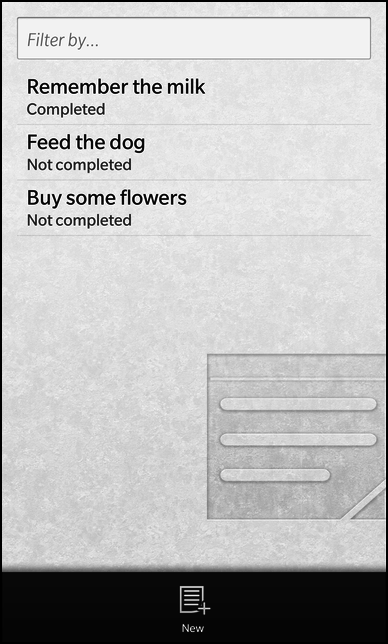 Filter by...
Remember the milk
Completed
Feed the dog
Not completed
Buy some flowers
Not completed
New